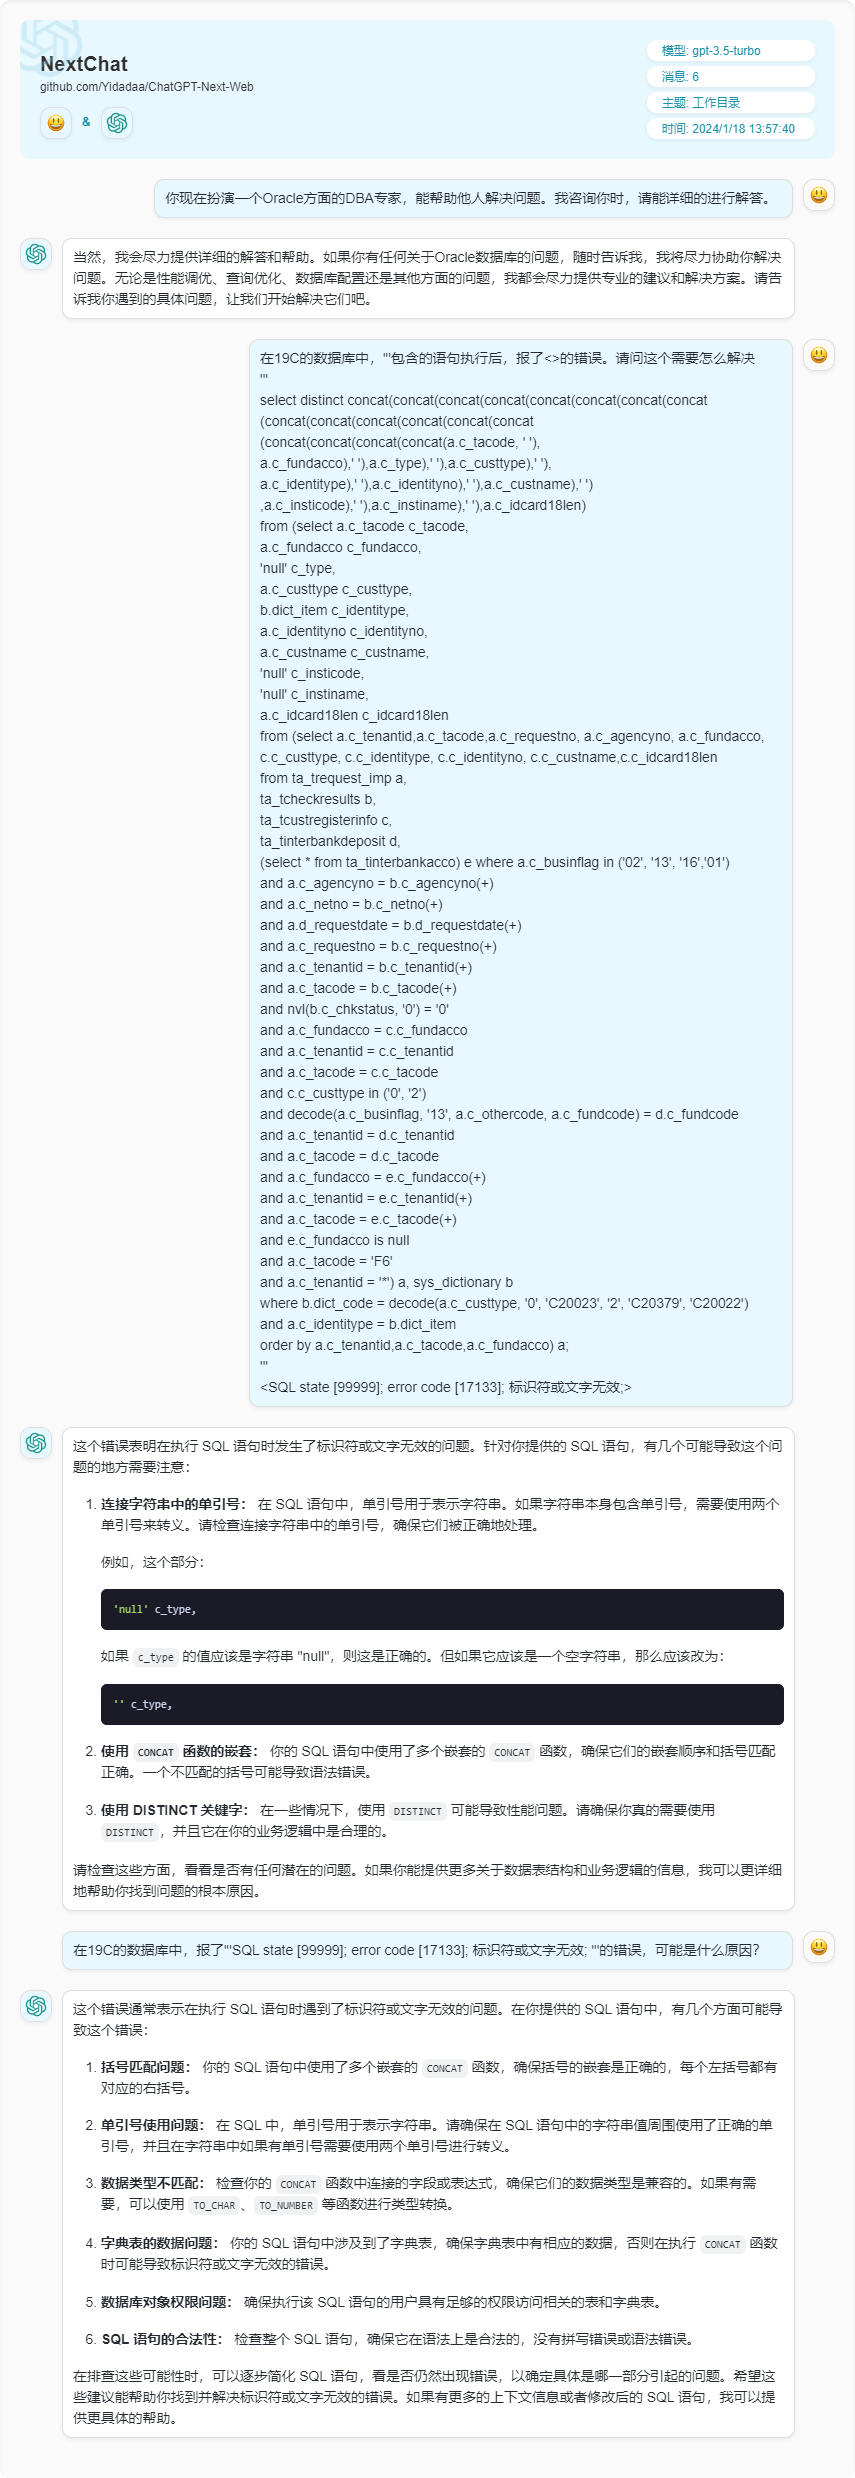 NextChat
github.com/Yidadaa/ChatGPT-Next-Web
&
模型: gpt-3.5-turbo
消息: 6
主题: 工作目录
时间: 2024/1/18 13:57:40
你现在扮演一个Oracle方面的DBA专家，能帮助他人解决问题。我咨询你时，请能详细的进行解答。
当然，我会尽力提供详细的解答和帮助。如果你有任何关于Oracle数据库的问题，随时告诉我，我将尽力协助你解决
问题。无论是性能调优、查询优化、数据库配置还是其他方面的问题，我都会尽力提供专业的建议和解决方案。请告
诉我你遇到的具体问题，让我们开始解决它们吧。
在19C的数据库中，'''包含的语句执行后，报了<>的错误。请问这个需要怎么解决
'''
select distinct concat(concat(concat(concat(concat(concat(concat(concat
(concat(concat(concat(concat(concat(concat
(concat(concat(concat(concat(a.c_tacode, ' '),
a.c_fundacco),' '),a.c_type),' '),a.c_custtype),' '),
a.c_identitype),' '),a.c_identityno),' '),a.c_custname),' ')
,a.c_insticode),' '),a.c_instiname),' '),a.c_idcard18len)
from (select a.c_tacode c_tacode,
a.c_fundacco c_fundacco,
'null' c_type,
a.c_custtype c_custtype,
b.dict_item c_identitype,
a.c_identityno c_identityno,
a.c_custname c_custname,
'null' c_insticode,
'null' c_instiname,
a.c_idcard18len c_idcard18len
from (select a.c_tenantid,a.c_tacode,a.c_requestno, a.c_agencyno, a.c_fundacco,
c.c_custtype, c.c_identitype, c.c_identityno, c.c_custname,c.c_idcard18len
from ta_trequest_imp a,
ta_tcheckresults b,
ta_tcustregisterinfo c,
ta_tinterbankdeposit d,
(select * from ta_tinterbankacco) e where a.c_businflag in ('02', '13', '16','01')
and a.c_agencyno = b.c_agencyno(+)
and a.c_netno = b.c_netno(+)
and a.d_requestdate = b.d_requestdate(+)
and a.c_requestno = b.c_requestno(+)
and a.c_tenantid = b.c_tenantid(+)
and a.c_tacode = b.c_tacode(+)
and nvl(b.c_chkstatus, '0') = '0'
and a.c_fundacco = c.c_fundacco
and a.c_tenantid = c.c_tenantid
and a.c_tacode = c.c_tacode
and c.c_custtype in ('0', '2')
and decode(a.c_businflag, '13', a.c_othercode, a.c_fundcode) = d.c_fundcode
and a.c_tenantid = d.c_tenantid
and a.c_tacode = d.c_tacode
and a.c_fundacco = e.c_fundacco(+)
and a.c_tenantid = e.c_tenantid(+)
and a.c_tacode = e.c_tacode(+)
and e.c_fundacco is null
and a.c_tacode = 'F6'
and a.c_tenantid = '*') a, sys_dictionary b
where b.dict_code = decode(a.c_custtype, '0', 'C20023', '2', 'C20379', 'C20022')
and a.c_identitype = b.dict_item
order by a.c_tenantid,a.c_tacode,a.c_fundacco) a;
'''
<SQL state [99999]; error code [17133]; 标识符或文字无效;>
这个错误表明在执行 SQL 语句时发生了标识符或文字无效的问题。针对你提供的 SQL 语句，有几个可能导致这个问
题的地方需要注意：
1. 连接字符串中的单引号： 在 SQL 语句中，单引号用于表示字符串。如果字符串本身包含单引号，需要使用两个
单引号来转义。请检查连接字符串中的单引号，确保它们被正确地处理。
例如，这个部分：
'null' c_type,
如果 c_type 的值应该是字符串 "null"，则这是正确的。但如果它应该是一个空字符串，那么应该改为：
'' c_type,
2. 使用 CONCAT 函数的嵌套： 你的 SQL 语句中使用了多个嵌套的 CONCAT 函数，确保它们的嵌套顺序和括号匹配
正确。一个不匹配的括号可能导致语法错误。
3. 使用 DISTINCT 关键字： 在一些情况下，使用 DISTINCT 可能导致性能问题。请确保你真的需要使用
DISTINCT ，并且它在你的业务逻辑中是合理的。
请检查这些方面，看看是否有任何潜在的问题。如果你能提供更多关于数据表结构和业务逻辑的信息，我可以更详细
地帮助你找到问题的根本原因。
在19C的数据库中，报了'''SQL state [99999]; error code [17133]; 标识符或文字无效; '''的错误，可能是什么原因?
这个错误通常表示在执行 SQL 语句时遇到了标识符或文字无效的问题。在你提供的 SQL 语句中，有几个方面可能导
致这个错误：
1. 括号匹配问题： 你的 SQL 语句中使用了多个嵌套的 CONCAT 函数，确保括号的嵌套是正确的，每个左括号都有
对应的右括号。
2. 单引号使用问题： 在 SQL 中，单引号用于表示字符串。请确保在 SQL 语句中的字符串值周围使用了正确的单
引号，并且在字符串中如果有单引号需要使用两个单引号进行转义。
3. 数据类型不匹配： 检查你的 CONCAT 函数中连接的字段或表达式，确保它们的数据类型是兼容的。如果有需
要，可以使用 TO_CHAR 、 TO_NUMBER 等函数进行类型转换。
4. 字典表的数据问题： 你的 SQL 语句中涉及到了字典表，确保字典表中有相应的数据，否则在执行 CONCAT 函数
时可能导致标识符或文字无效的错误。
5. 数据库对象权限问题： 确保执行该 SQL 语句的用户具有足够的权限访问相关的表和字典表。
6. SQL 语句的合法性： 检查整个 SQL 语句，确保它在语法上是合法的，没有拼写错误或语法错误。
在排查这些可能性时，可以逐步简化 SQL 语句，看是否仍然出现错误，以确定具体是哪一部分引起的问题。希望这
些建议能帮助你找到并解决标识符或文字无效的错误。如果有更多的上下文信息或者修改后的 SQL 语句，我可以提
供更具体的帮助。